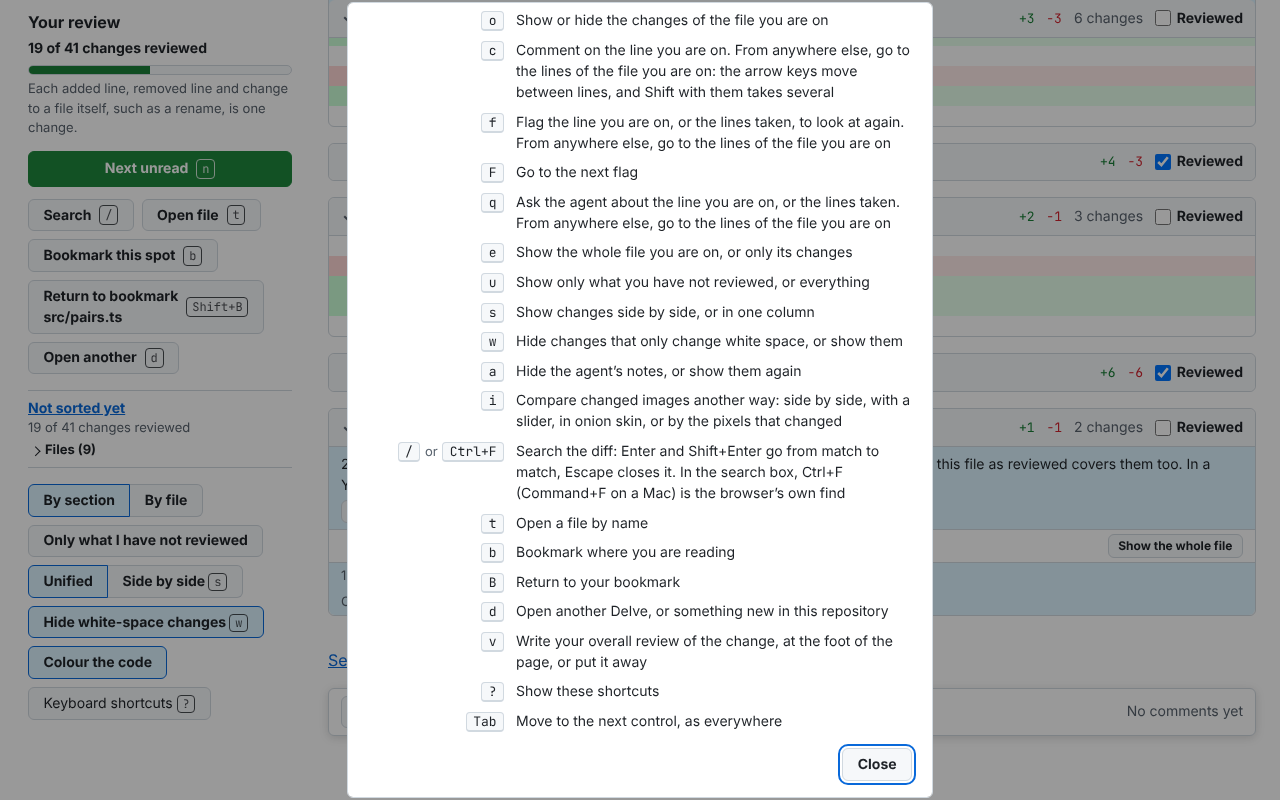 Your review
19 of 41 changes reviewed
Each added line, removed line and change
to a file itself, such as a rename, is one
change.
Next unread n
Search / Open file t
Bookmark this spot b
Return to bookmark
src/pairs.ts Shift+B
Open another d
Not sorted yet
19 of 41 changes reviewed
Files (9)
By section By file
Only what I have not reviewed
Unified Side by side s
Hide white-space changes w
Colour the code
Keyboard shortcuts ?
o Show or hide the changes of the file you are on
c Comment on the line you are on. From anywhere else, go to
the lines of the file you are on: the arrow keys move
between lines, and Shift with them takes several
f Flag the line you are on, or the lines taken, to look at again.
From anywhere else, go to the lines of the file you are on
F Go to the next flag
q Ask the agent about the line you are on, or the lines taken.
From anywhere else, go to the lines of the file you are on
e Show the whole file you are on, or only its changes
u Show only what you have not reviewed, or everything
s Show changes side by side, or in one column
w Hide changes that only change white space, or show them
a Hide the agent’s notes, or show them again
i Compare changed images another way: side by side, with a
slider, in onion skin, or by the pixels that changed
/ or Ctrl+F Search the diff: Enter and Shift+Enter go from match to
match, Escape closes it. In the search box, Ctrl+F
(Command+F on a Mac) is the browser’s own find
t Open a file by name
b Bookmark where you are reading
B Return to your bookmark
d Open another Delve, or something new in this repository
v Write your overall review of the change, at the foot of the
page, or put it away
? Show these shortcuts
Tab Move to the next control, as everywhere
Close
+3 -3 6 changes Reviewed
+4 -3 Reviewed
+2 -1 3 changes Reviewed
+6 -6 Reviewed
+1 -1 2 changes Reviewed
this file as reviewed covers them too. In a
Show the whole file
No comments yet